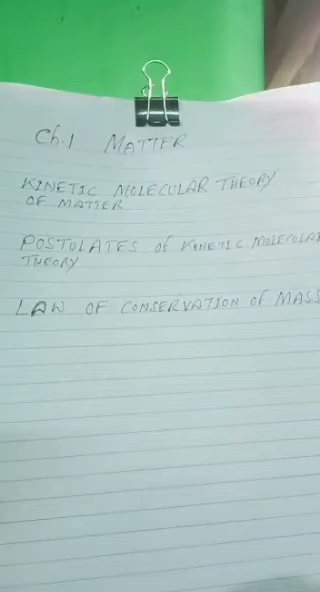 Ch.1 MATTER
KINETIC MOLECULAR THEORY
OF MATTER
POSTULATES of KINETIC MOLECULAR
THEORY
LAW OF CONSERVATION of MASS